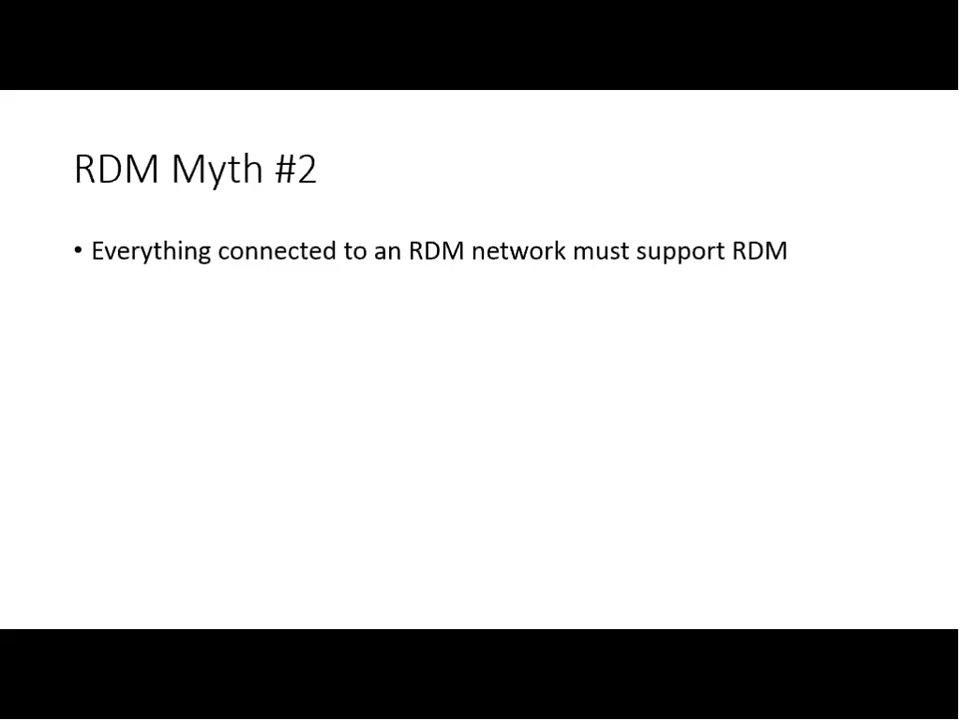 RDM Myth #2
• Everything connected to an RDM network must support RDM